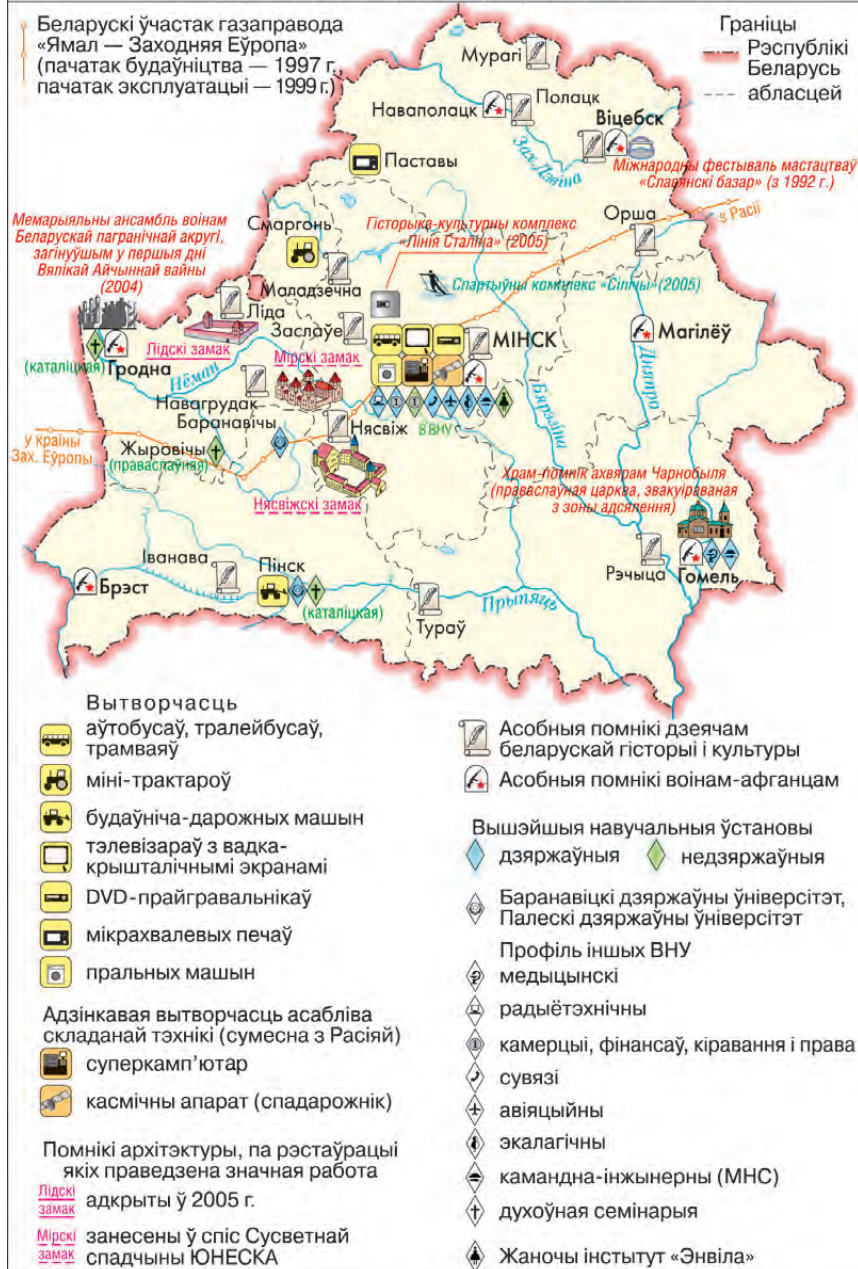 Беларускі ўчастак газаправода
«Ямал — Заходняя Еўропа»
(пачатак будаўніцтва — 1997 г.,
пачатак эксплуатацыі — 1999 г.)
Граніцы
Рэспублікі
Беларусь
абласцей
Мурагі
Наваполацк
Полацк
Віцебск
Зах. Дзвіна
Міжнародны фестываль мастацтваў
«Славянскі базар» (з 1992 г.)
Паставы
Мемарыяльны ансамбль воінам
Беларускай пагранічнай акругі,
загінуўшым у першыя дні
Вялікай Айчыннай вайны
(2004)
Смаргонь
Гісторыка-культурны комплекс
«Лінія Сталіна» (2005)
Орша
з Расіі
Спартыўны комплекс «Сілічы» (2005)
Маладзечна
Ліда
Заслаўе
МІНСК
Магілёў
Лідскі замак
Мірскі замак
(каталіцкая)
Гродна
Нёман
Дняпро
Бярэзіна
Навагрудак
Баранавічы
Нясвіж
8 ВНУ
у краіны
Зах. Еўропы
Жыровічы
(праваслаўная)
Нясвіжскі замак
Храм-помнік ахвярам Чарнобыля
(праваслаўная царква, эвакуіраваная
з зоны адсялення)
Іванава
Пінск
Брэст
(каталіцкая)
Тураў
Прыпяць
Рэчыца
Гомель
Вытворчасць
аўтобусаў, тралейбусаў,
трамваяў
міні-трактароў
будаўніча-дарожных машын
тэлевізараў з вадка-
крышталічнымі экранамі
DVD-прайгравальнікаў
мікрахвалевых печаў
пральных машын
Адзінкавая вытворчасць асабліва
складанай тэхнікі (сумесна з Расіяй)
суперкамп'ютар
касмічны апарат (спадарожнік)
Помнікі архітэктуры, па рэстаўрацыі
якіх праведзена значная работа
Лідскі
замак
адкрыты ў 2005 г.
Мірскі
замак
занесены ў спіс Сусветнай
спадчыны ЮНЕСКА
Асобныя помнікі дзеячам
беларускай гісторыі і культуры
Асобныя помнікі воінам-афганцам
Вышэйшыя навучальныя ўстановы
дзяржаўныя
недзяржаўныя
Баранавіцкі дзяржаўны ўніверсітэт,
Палескі дзяржаўны ўніверсітэт
Профіль іншых ВНУ
медыцынскі
радыётэхнічны
камерцыі, фінансаў, кіравання і права
сувязі
авіяцыйны
экалагічны
камандна-інжынерны (МНС)
духоўная семінарыя
Жаночы інстытут «Энвіла»